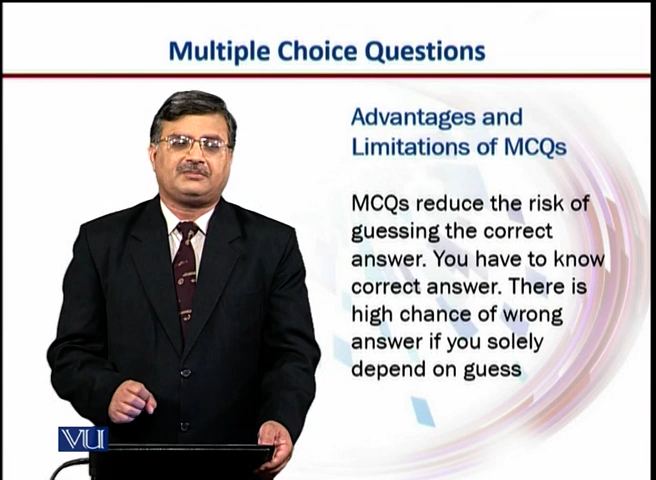 Multiple Choice Questions
Advantages and
Limitations of MCQs
MCQs reduce the risk of
guessing the correct
answer. You have to know
correct answer. There is
high chance of wrong
answer if you solely
depend on guess
VU